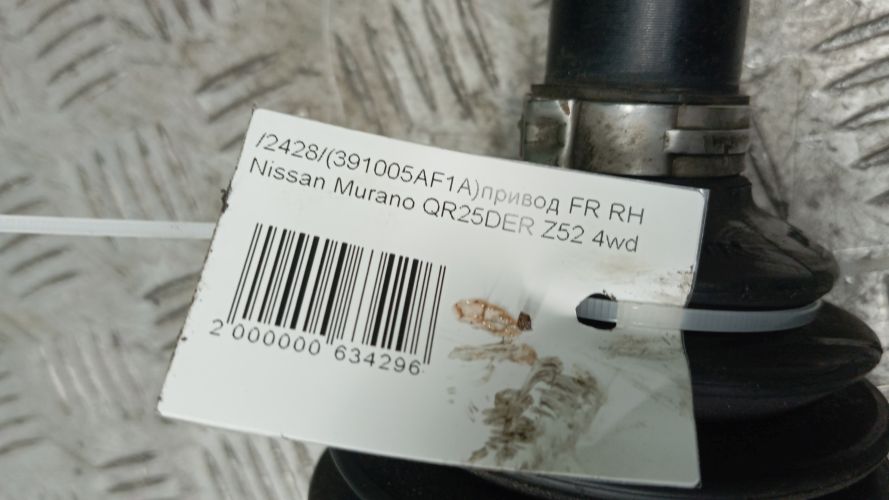 /2428/(391005AF1A)привод FR RH
Nissan Murano QR25DER Z52 4wd
2 000000 634296